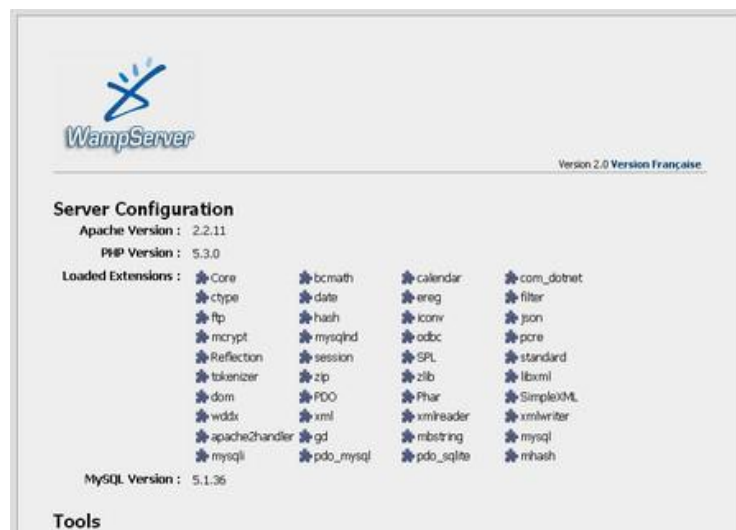 WampServer
Version 2.0 Version Française
Server Configuration
Apache Version : 2.2.11
PHP Version : 5.3.0
Loaded Extensions : Core bcmath calendar com_dotnet
ctype date ereg filter
ftp hash iconv json
mcrypt mysqlnd odbc pcre
Reflection session SPL standard
tokenizer zip zlib libxml
dom PDO Phar SimpleXML
wddx xml xmlreader xmlwriter
apache2handler gd mbstring mysql
mysqli pdo_mysql pdo_sqlite mhash
MySQL Version : 5.1.36
Tools